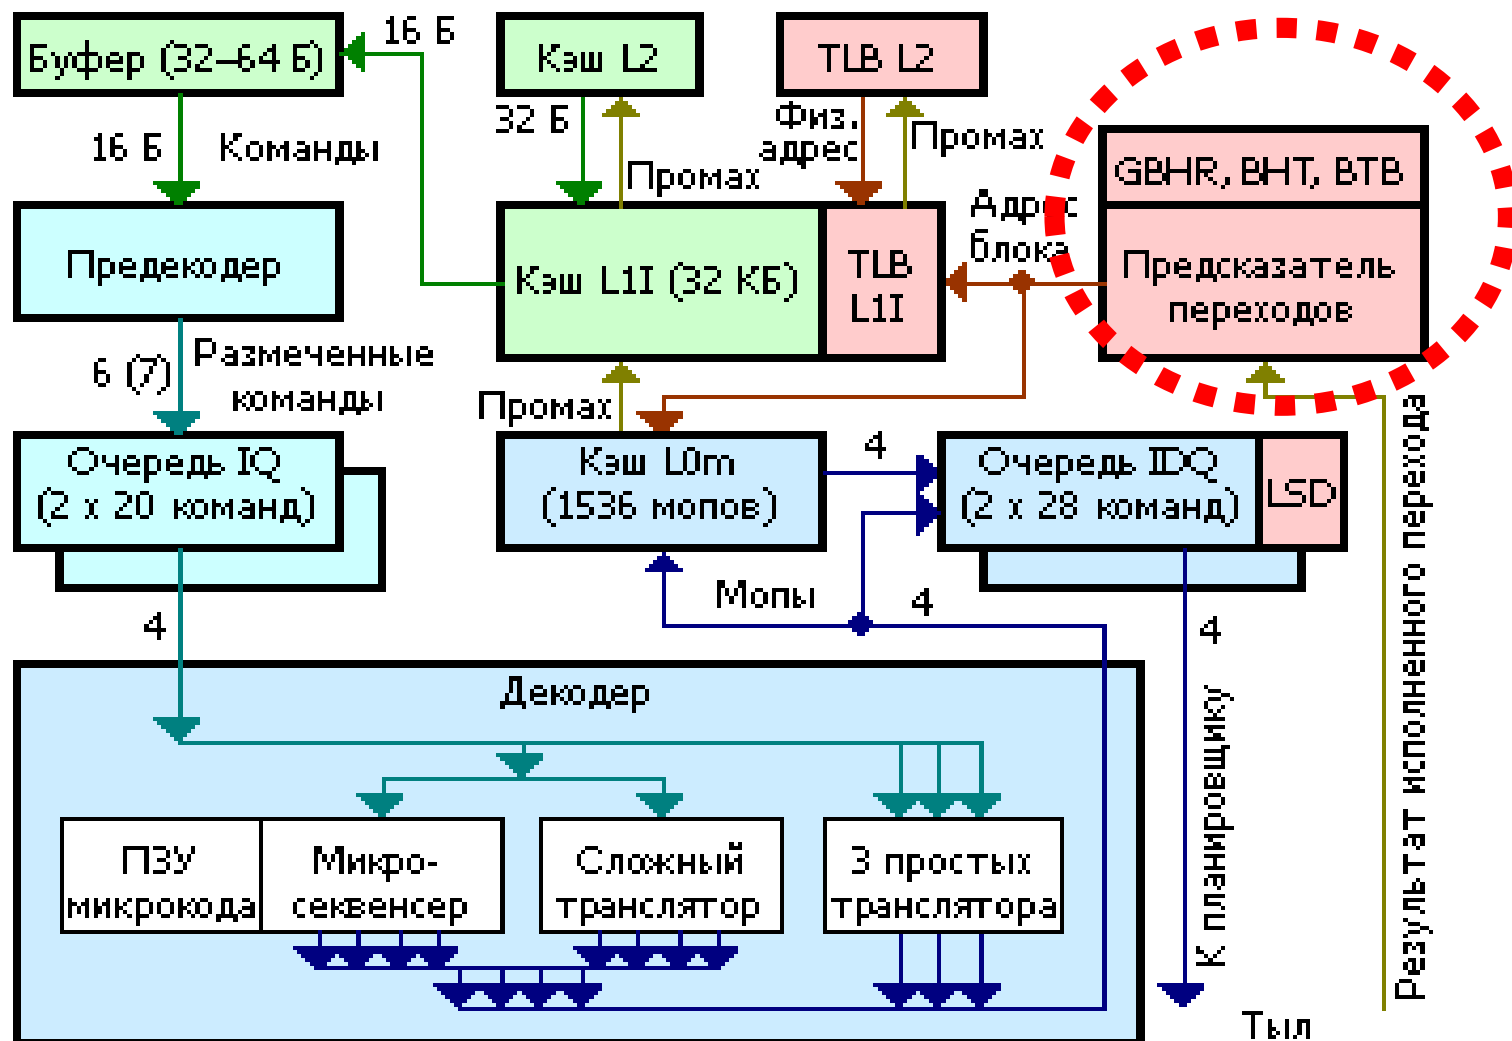 Буфер (32–64 Б)
16 Б
Кэш L2
TLB L2
32 Б
Физ.
адрес
Промах
16 Б
Команды
Промах
GBHR, BHT, BTB
Адрес
блока
Предекодер
Кэш L1I (32 КБ)
TLB
L1I
Предсказатель
переходов
6 (7)
Размеченные
команды
Промах
Очередь IQ
(2 x 20 команд)
Кэш L0m
(1536 мопов)
4
Очередь IDQ
(2 x 28 команд)
LSD
Мопы
4
4
4
Декодер
ПЗУ
микрокода
Микро-
секвенсер
Сложный
транслятор
3 простых
транслятора
К планировщику
Результат исполненного перехода
Тыл